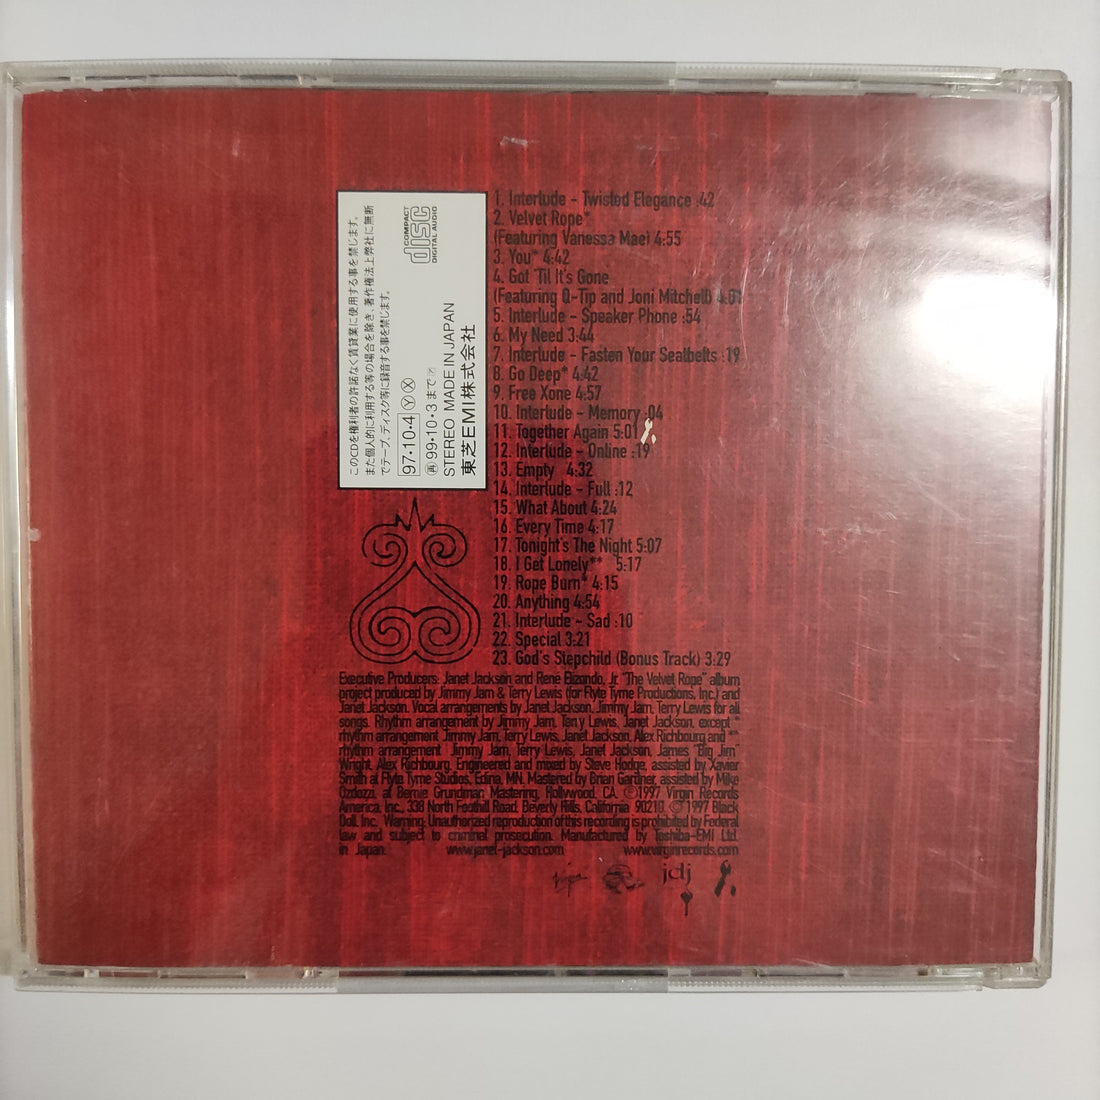 このCDを権利者の許諾なく賃貸業に使用する事を禁じます。
また個人的に利用する等の場合を除き、著作権法上弊社に無断
でテープ、ディスク等に録音する事を禁じます。
COMPACT
disc
DIGITAL AUDIO
97・10・4 Ⓨ Ⓧ
㊢ 99・10・3まで
STEREO MADE IN JAPAN
東芝EMI株式会社
1. Interlude - Twisted Elegance :42
2. Velvet Rope*
(Featuring Vanessa Mae) 4:55
3. You* 4:42
4. Got 'Til It's Gone
(Featuring Q-Tip and Joni Mitchell) 4:01
5. Interlude - Speaker Phone :54
6. My Need 3:44
7. Interlude - Fasten Your Seatbelts :19
8. Go Deep* 4:42
9. Free Xone 4:57
10. Interlude - Memory :04
11. Together Again 5:01
12. Interlude - Online :19
13. Empty 4:32
14. Interlude - Full :12
15. What About 4:24
16. Every Time 4:17
17. Tonight's The Night 5:07
18. I Get Lonely** 5:17
19. Rope Burn* 4:15
20. Anything 4:54
21. Interlude - Sad :10
22. Special 3:21
23. God's Stepchild (Bonus Track) 3:29
Executive Producers: Janet Jackson and René Elizondo, Jr. "The Velvet Rope" album
project produced by Jimmy Jam & Terry Lewis (for Flyte Tyme Productions, Inc.) and
Janet Jackson. Vocal arrangements by Janet Jackson, Jimmy Jam, Terry Lewis for all
songs. Rhythm arrangement by Jimmy Jam, Terry Lewis, Janet Jackson, except *
rhythm arrangement Jimmy Jam, Terry Lewis, Janet Jackson, Alex Richbourg and **
rhythm arrangement Jimmy Jam, Terry Lewis, Janet Jackson, James "Big Jim"
Wright, Alex Richbourg. Engineered and mixed by Steve Hodge, assisted by Xavier
Smith at Flyte Tyme Studios, Edina, MN. Mastered by Brian Gardner, assisted by Mike
Ozdozzi, at Bernie Grundman Mastering, Hollywood, CA. ℗1997 Virgin Records
America, Inc., 338 North Foothill Road, Beverly Hills, California 90210. © 1997 Black
Doll, Inc. Warning: Unauthorized reproduction of this recording is prohibited by Federal
law and subject to criminal prosecution. Manufactured by Toshiba-EMI Ltd.
in Japan. www.janet-jackson.com www.virginrecords.com
Virgin jdj